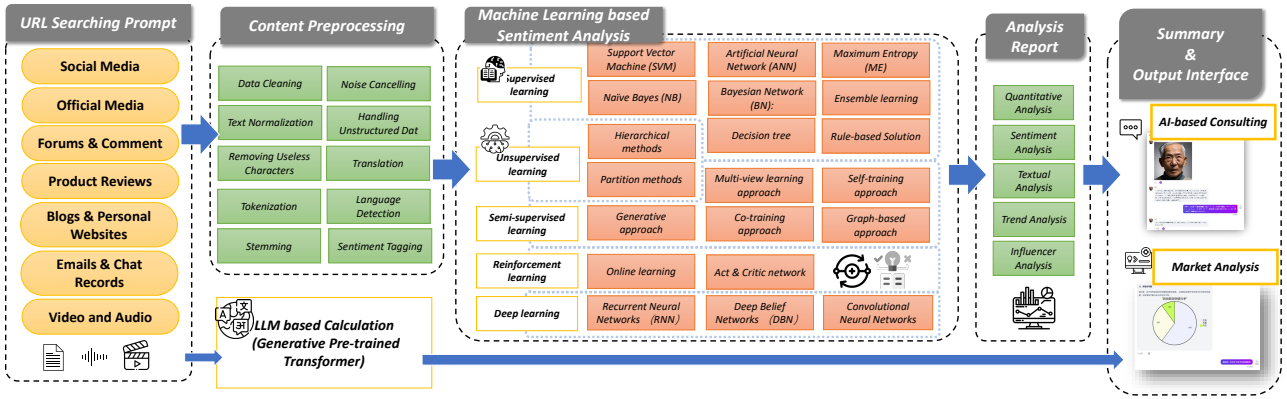 URL Searching Prompt
Social Media
Official Media
Forums & Comment
Product Reviews
Blogs & Personal
Websites
Emails & Chat
Records
Video and Audio
Content Preprocessing
Data Cleaning
Noise Cancelling
Text Normalization
Handling
Unstructured Dat
Removing Useless
Characters
Translation
Tokenization
Language
Detection
Stemming
Sentiment Tagging
LLM based Calculation
(Generative Pre-trained
Transformer)
Machine Learning based
Sentiment Analysis
Supervised
learning
Support Vector
Machine (SVM)
Artificial Neural
Network (ANN)
Maximum Entropy
(ME)
Naïve Bayes (NB)
Bayesian Network
(BN):
Ensemble learning
Hierarchical
methods
Decision tree
Rule-based Solution
Unsupervised
learning
Partition methods
Multi-view learning
approach
Self-training
approach
Semi-supervised
learning
Generative
approach
Co-training
approach
Graph-based
approach
Reinforcement
learning
Online learning
Act & Critic network
Deep learning
Recurrent Neural
Networks （RNN）
Deep Belief
Networks （DBN）
Convolutional
Neural Networks
Analysis
Report
Quantitative
Analysis
Sentiment
Analysis
Textual
Analysis
Trend Analysis
Influencer
Analysis
Summary
&
Output Interface
AI-based Consulting
Market Analysis